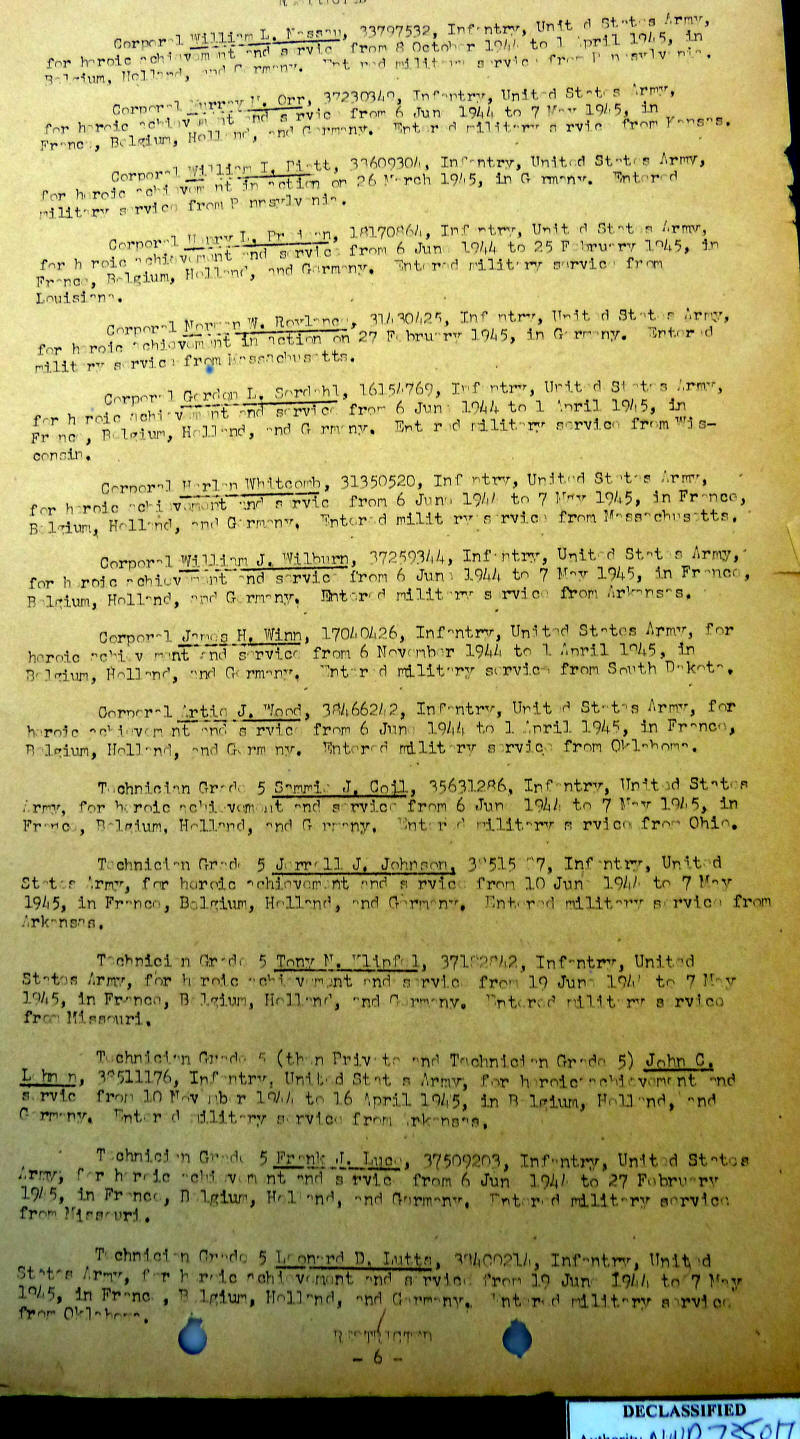 Corporal William L. 33797532, Infantry, United States Army,
for heroic achievement and service from 8 October 1944 to 1 April 1945, in
Belgium, Holland, and Germany. Entered military service from Pennsylvania.
Corporal Orr, 37230340, Infantry, United States Army,
for heroic achievement and service from 6 June 1944 to 7 May 1945, in
France, Belgium, Holland, and Germany. Entered military service from Kansas.
Corporal William I. Piatt, 33609304, Infantry, United States Army,
for heroic achievement in action on 26 March 1945, in Germany. Entered
military service from Pennsylvania.
Corporal L. 18170864, Infantry, United States Army,
for heroic achievement and service from 6 June 1944 to 25 February 1945, in
France, Belgium, Holland, and Germany. Entered military service from
Louisiana.
Corporal Norman W. 31430425, Infantry, United States Army,
for heroic achievement in action on 27 February 1945, in Germany. Entered
military service from Massachusetts.
Corporal Gordon L. Sordahl, 16154769, Infantry, United States Army,
for heroic achievement and service from 6 June 1944 to 1 April 1945, in
France, Belgium, Holland, and Germany. Entered military service from Wis-
consin.
Corporal Harlan Whitcomb, 31350520, Infantry, United States Army,
for heroic achievement and service from 6 June 1944 to 7 May 1945, in France,
Belgium, Holland, and Germany. Entered military service from Massachusetts.
Corporal William J. Wilburn, 37259344, Infantry, United States Army,
for heroic achievement and service from 6 June 1944 to 7 May 1945, in France,
Belgium, Holland, and Germany. Entered military service from Arkansas.
Corporal James H. Winn, 17040426, Infantry, United States Army, for
heroic achievement and service from 6 November 1944 to 1 April 1945, in
Belgium, Holland, and Germany. Entered military service from South Dakota.
Corporal Artie J. Wood, 38466242, Infantry, United States Army, for
heroic achievement and service from 6 June 1944 to 1 April 1945, in France,
Belgium, Holland, and Germany. Entered military service from Oklahoma.
Technician Grade 5 Sammie J. Coil, 35631286, Infantry, United States
Army, for heroic achievement and service from 6 June 1944 to 7 May 1945, in
France, Belgium, Holland, and Germany. Entered military service from Ohio.
Technician Grade 5 Jerrell J. Johnson, Infantry, United
States Army, for heroic achievement and service from 10 June 1944 to 7 May
1945, in France, Belgium, Holland, and Germany. Entered military service from
Arkansas.
Technician Grade 5 Tony Infantry, United
States Army, for heroic achievement and service from 19 June 1944 to 7 May
1945, in France, Belgium, Holland, and Germany. Entered military service
from Missouri.
Technician Grade 5 (then Private and Technician Grade 5) John C.
Lehman, 38511176, Infantry, United States Army, for heroic achievement and
service from 10 November 1944 to 16 April 1945, in Belgium, Holland, and
Germany. Entered military service from Arkansas.
Technician Grade 5 Frank J. Luce, 37509203, Infantry, United States
Army, for heroic achievement and service from 6 June 1944 to 27 February
1945, in France, Belgium, Holland, and Germany. Entered military service
from Missouri.
Technician Grade 5 Leonard D. Lutts, Infantry, United
States Army, for heroic achievement and service from 19 June 1944 to 7 May
1945, in France, Belgium, Holland, and Germany. Entered military service
from Oklahoma.
- 6 -
DECLASSIFIED
Authority